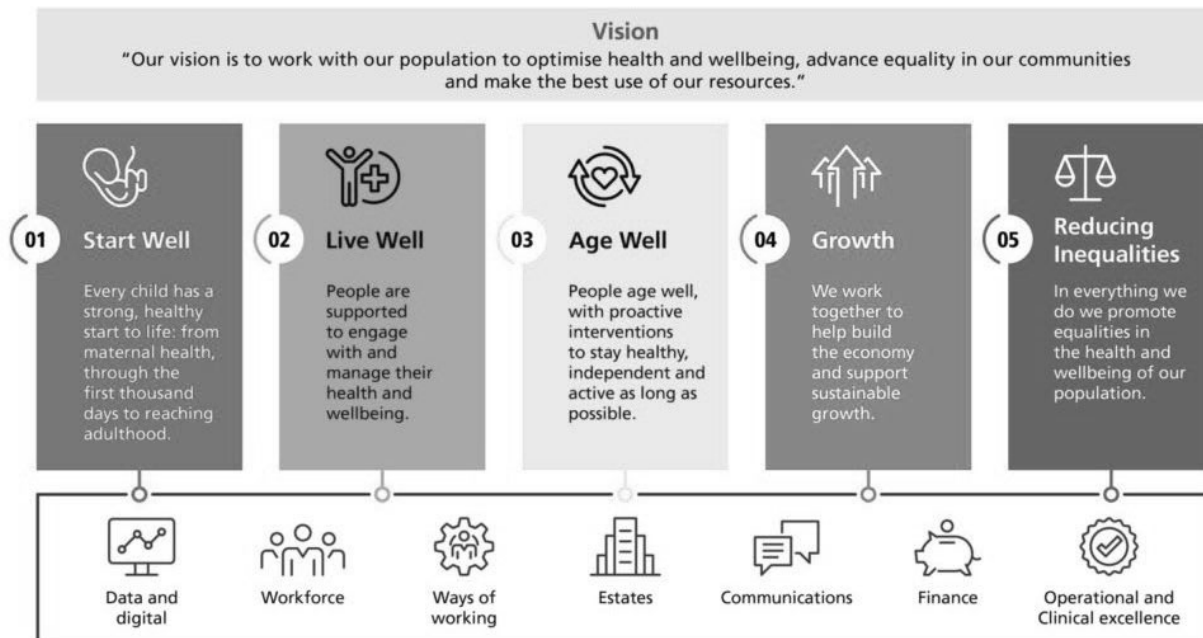 Vision
“Our vision is to work with our population to optimise health and wellbeing, advance equality in our communities
and make the best use of our resources.”
01
Start Well
Every child has a
strong, healthy
start to life: from
maternal health,
through the
first thousand
days to reaching
adulthood.
02
Live Well
People are
supported
to engage
with and
manage their
health and
wellbeing.
03
Age Well
People age well,
with proactive
interventions
to stay healthy,
independent and
active as long as
possible.
04
Growth
We work
together to
help build
the economy
and support
sustainable
growth.
05
Reducing
Inequalities
In everything we
do we promote
equalities in
the health and
wellbeing of our
population.
Data and
digital
Workforce
Ways of
working
Estates
Communications
Finance
Operational and
Clinical excellence